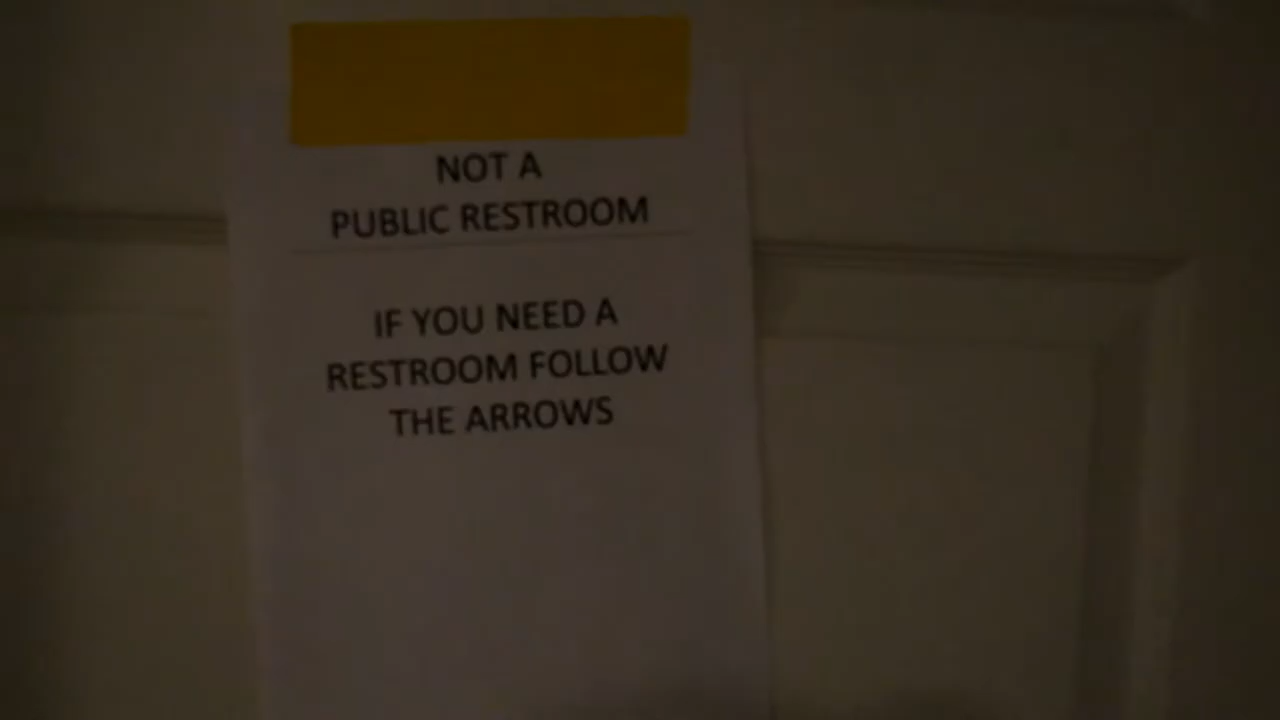 NOT A
PUBLIC RESTROOM
IF YOU NEED A
RESTROOM FOLLOW
THE ARROWS